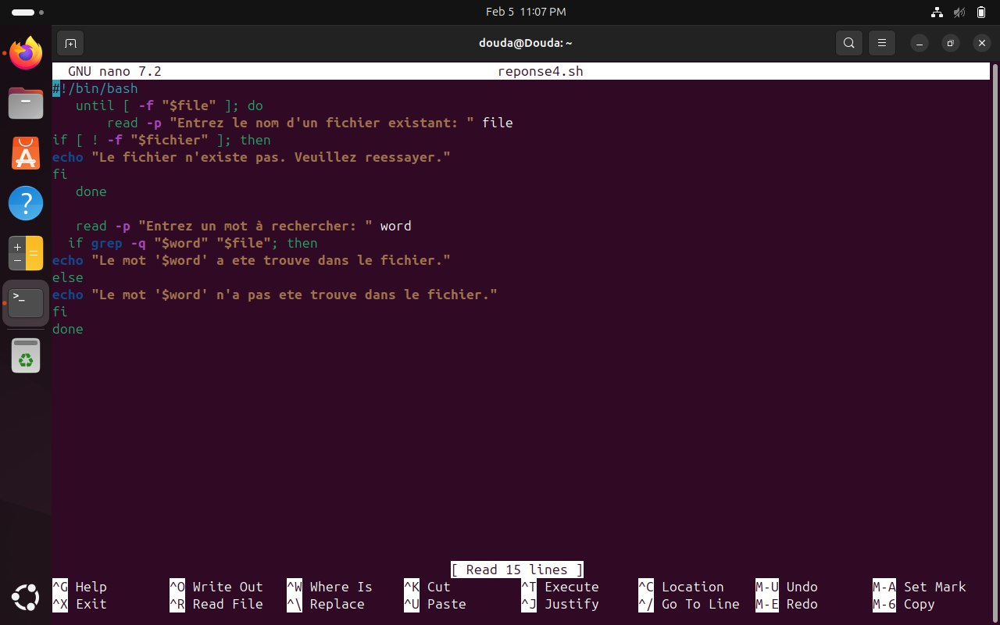 Feb 5 11:07 PM
douda@Douda: ~
GNU nano 7.2 reponse4.sh
#!/bin/bash
until [ -f "$file" ]; do
read -p "Entrez le nom d'un fichier existant: " file
if [ ! -f "$fichier" ]; then
echo "Le fichier n'existe pas. Veuillez reessayer."
fi
done
read -p "Entrez un mot à rechercher: " word
if grep -q "$word" "$file"; then
echo "Le mot '$word' a ete trouve dans le fichier."
else
echo "Le mot '$word' n'a pas ete trouve dans le fichier."
fi
done
[ Read 15 lines ]
^G Help ^O Write Out ^W Where Is ^K Cut ^T Execute ^C Location M-U Undo M-A Set Mark
^X Exit ^R Read File ^\ Replace ^U Paste ^J Justify ^/ Go To Line M-E Redo M-6 Copy